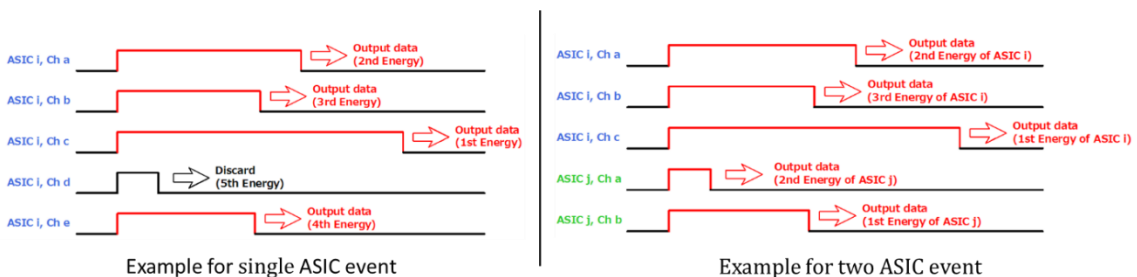 ASIC i, Ch a
Output data
(2nd Energy)
ASIC i, Ch b
Output data
(3rd Energy)
ASIC i, Ch c
Output data
(1st Energy)
ASIC i, Ch d
Discard
(5th Energy)
ASIC i, Ch e
Output data
(4th Energy)
Example for single ASIC event
ASIC i, Ch a
Output data
(2nd Energy of ASIC i)
ASIC i, Ch b
Output data
(3rd Energy of ASIC i)
ASIC i, Ch c
Output data
(1st Energy of ASIC i)
ASIC j, Ch a
Output data
(2nd Energy of ASIC j)
ASIC j, Ch b
Output data
(1st Energy of ASIC j)
Example for two ASIC event